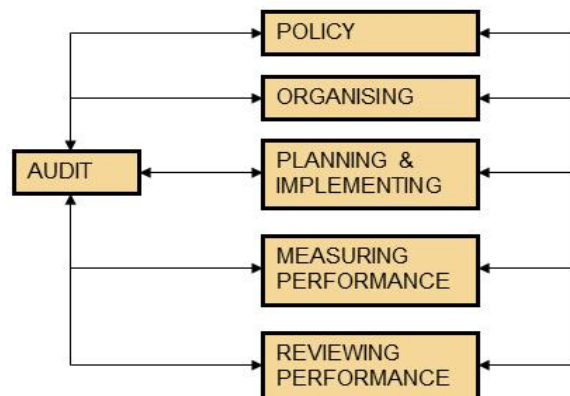 POLICY
ORGANISING
AUDIT
PLANNING &
IMPLEMENTING
MEASURING
PERFORMANCE
REVIEWING
PERFORMANCE